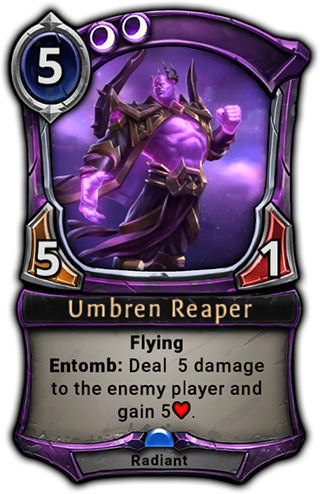 5
5
1
Umbren Reaper
Flying
Entomb: Deal 5 damage
to the enemy player and
gain 5❤.
Radiant